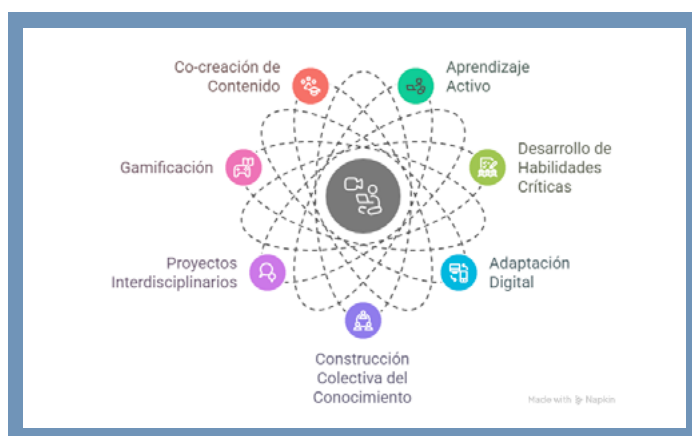 Co-creación de
Contenido
Aprendizaje
Activo
Gamificación
Desarrollo de
Habilidades
Críticas
Proyectos
Interdisciplinarios
Adaptación
Digital
Construcción
Colectiva del
Conocimiento
Made with Napkin